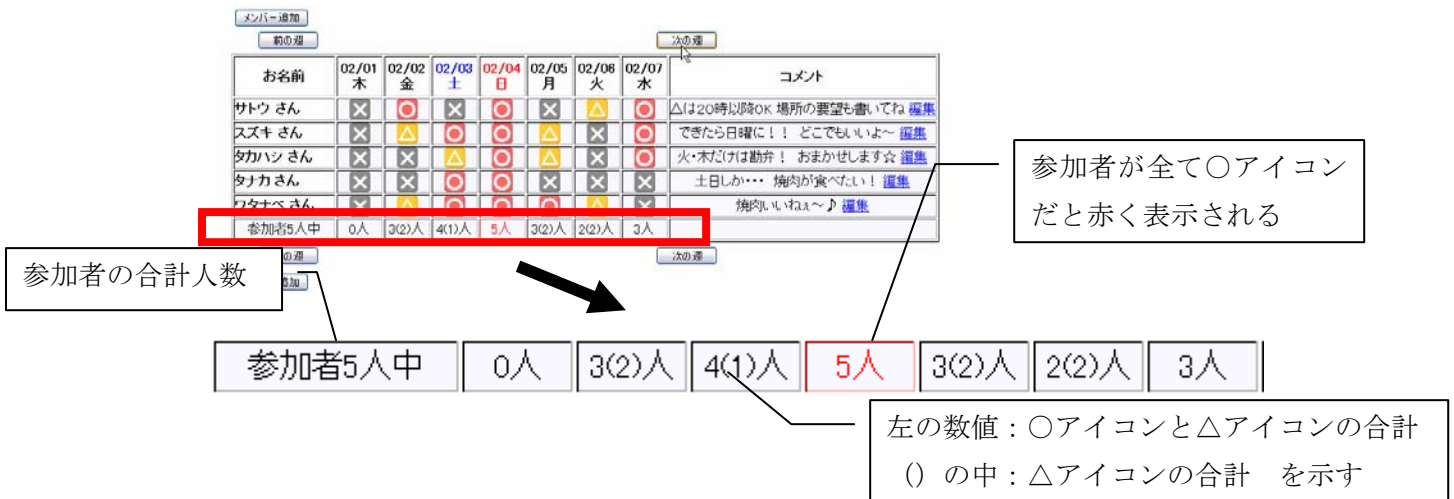 メンバー追加
前の週 次の週
お名前 02/01 木 02/02 金 02/03 土 02/04 日 02/05 月 02/06 火 02/07 水 コメント
サトウ さん × ○ × ○ × △ ○ △は20時以降OK 場所の要望も書いてね 編集
スズキ さん × △ ○ ○ △ × ○ できたら日曜に!! どこでもいいよ～ 編集
タカハシ さん × × △ ○ △ × ○ 火・木だけは勘弁! おまかせします☆ 編集
タナカ さん × × ○ ○ × × × 土日しか・・・ 焼肉が食べたい! 編集
ワタナベ さん × △ ○ ○ ○ △ × 焼肉いいねぇ～♪ 編集
参加者5人中 0人 3(2)人 4(1)人 5人 3(2)人 2(2)人 3人
の週 次の週
追加
参加者が全て○アイコン
だと赤く表示される
参加者の合計人数
参加者5人中 0人 3(2)人 4(1)人 5人 3(2)人 2(2)人 3人
左の数値：○アイコンと△アイコンの合計
（）の中：△アイコンの合計　を示す